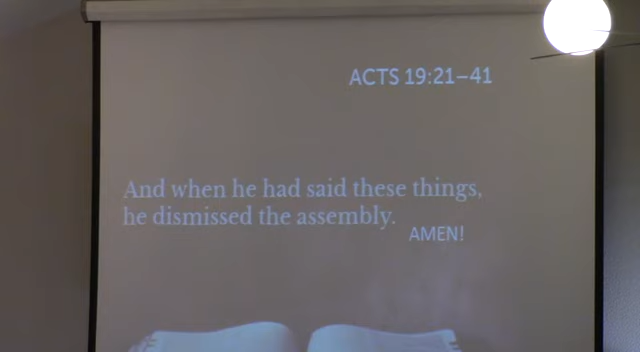 ACTS 19:21–41
And when he had said these things,
he dismissed the assembly.
AMEN!